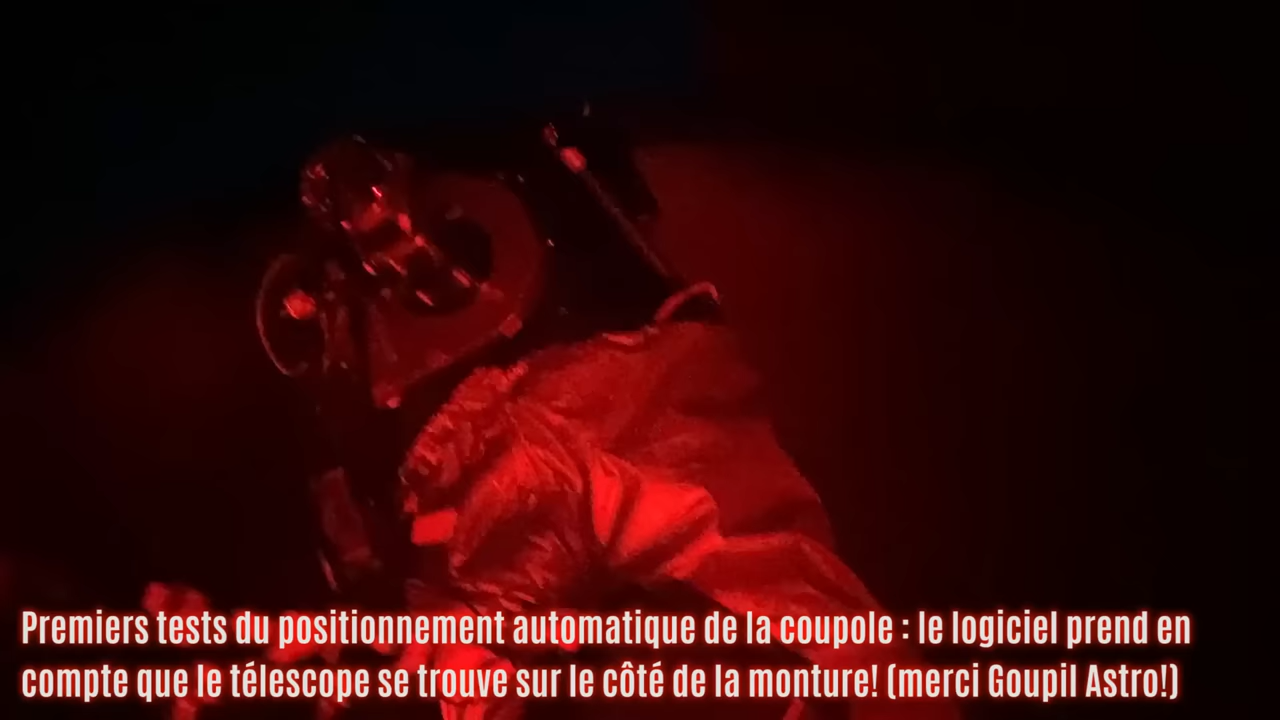 Premiers tests du positionnement automatique de la coupole : le logiciel prend en
compte que le télescope se trouve sur le côté de la monture! (merci Goupil Astro!)